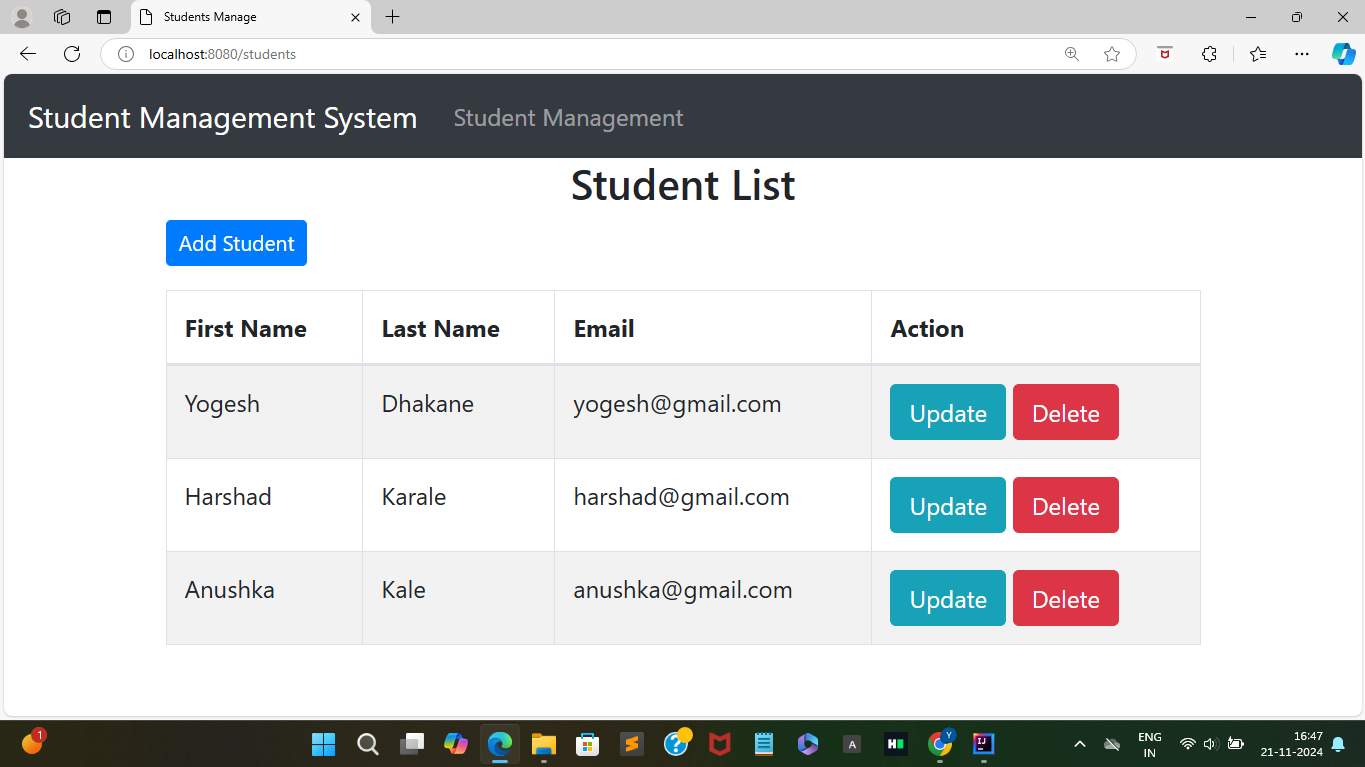 Students Manage
localhost:8080/students
Student Management System Student Management
Student List
Add Student
First Name Last Name Email Action
Yogesh Dhakane yogesh@gmail.com Update Delete
Harshad Karale harshad@gmail.com Update Delete
Anushka Kale anushka@gmail.com Update Delete
1
A
H
Y
IJ
ENG
IN
16:47
21-11-2024